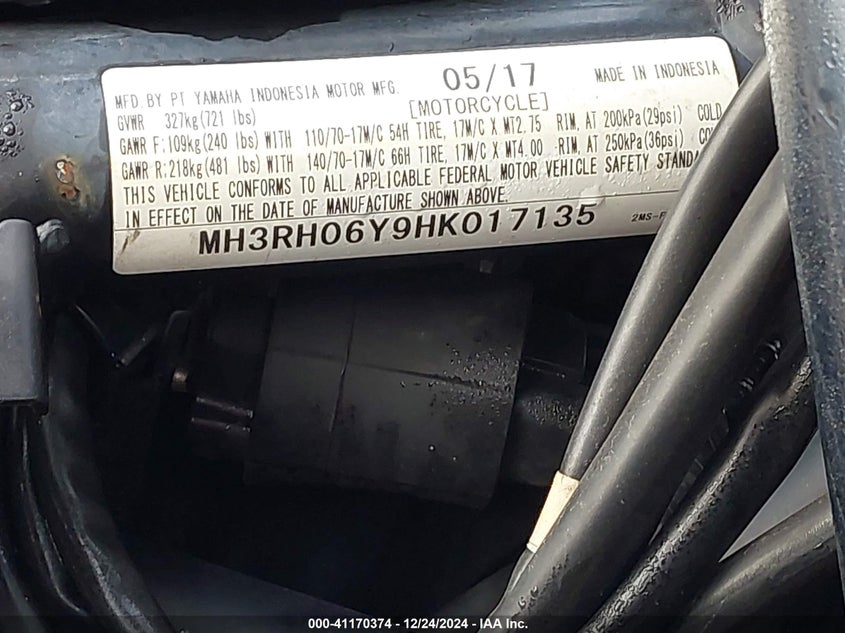 MFD. BY PT YAMAHA INDONESIA MOTOR MFG. 05/17 MADE IN INDONESIA
GVWR 327kg(721 lbs) [MOTORCYCLE]
GAWR F:109kg(240 lbs) WITH 110/70-17M/C 54H TIRE, 17M/C X MT2.75 RIM, AT 200kPa(29psi) COLD
GAWR R:218kg(481 lbs) WITH 140/70-17M/C 66H TIRE, 17M/C X MT4.00 RIM, AT 250kPa(36psi)
THIS VEHICLE CONFORMS TO ALL APPLICABLE FEDERAL MOTOR VEHICLE SAFETY
IN EFFECT ON THE DATE OF MANUFACTURE SHOWN ABOVE.
MH3RH06Y9HK017135 2MS-
000-41170374 - 12/24/2024 - IAA Inc.